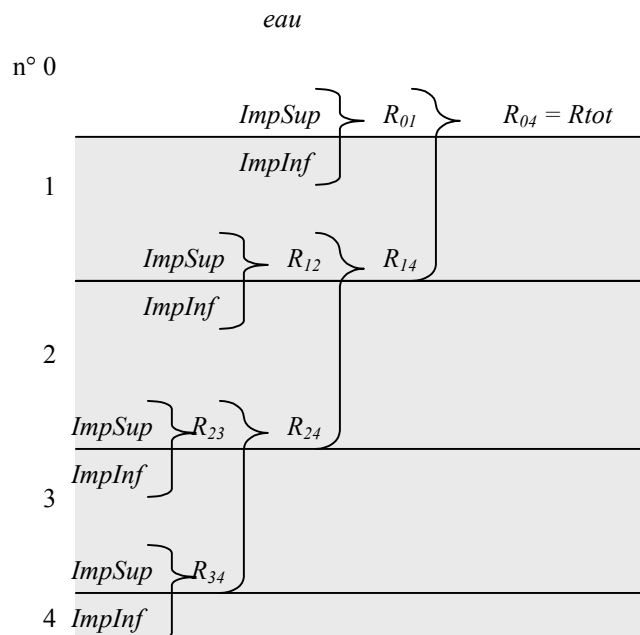 eau
n° 0
ImpSup R₀₁ R₀₄ = Rtot
ImpInf
1
ImpSup R₁₂ R₁₄
ImpInf
2
ImpSup R₂₃ R₂₄
ImpInf
3
ImpSup R₃₄
4 ImpInf